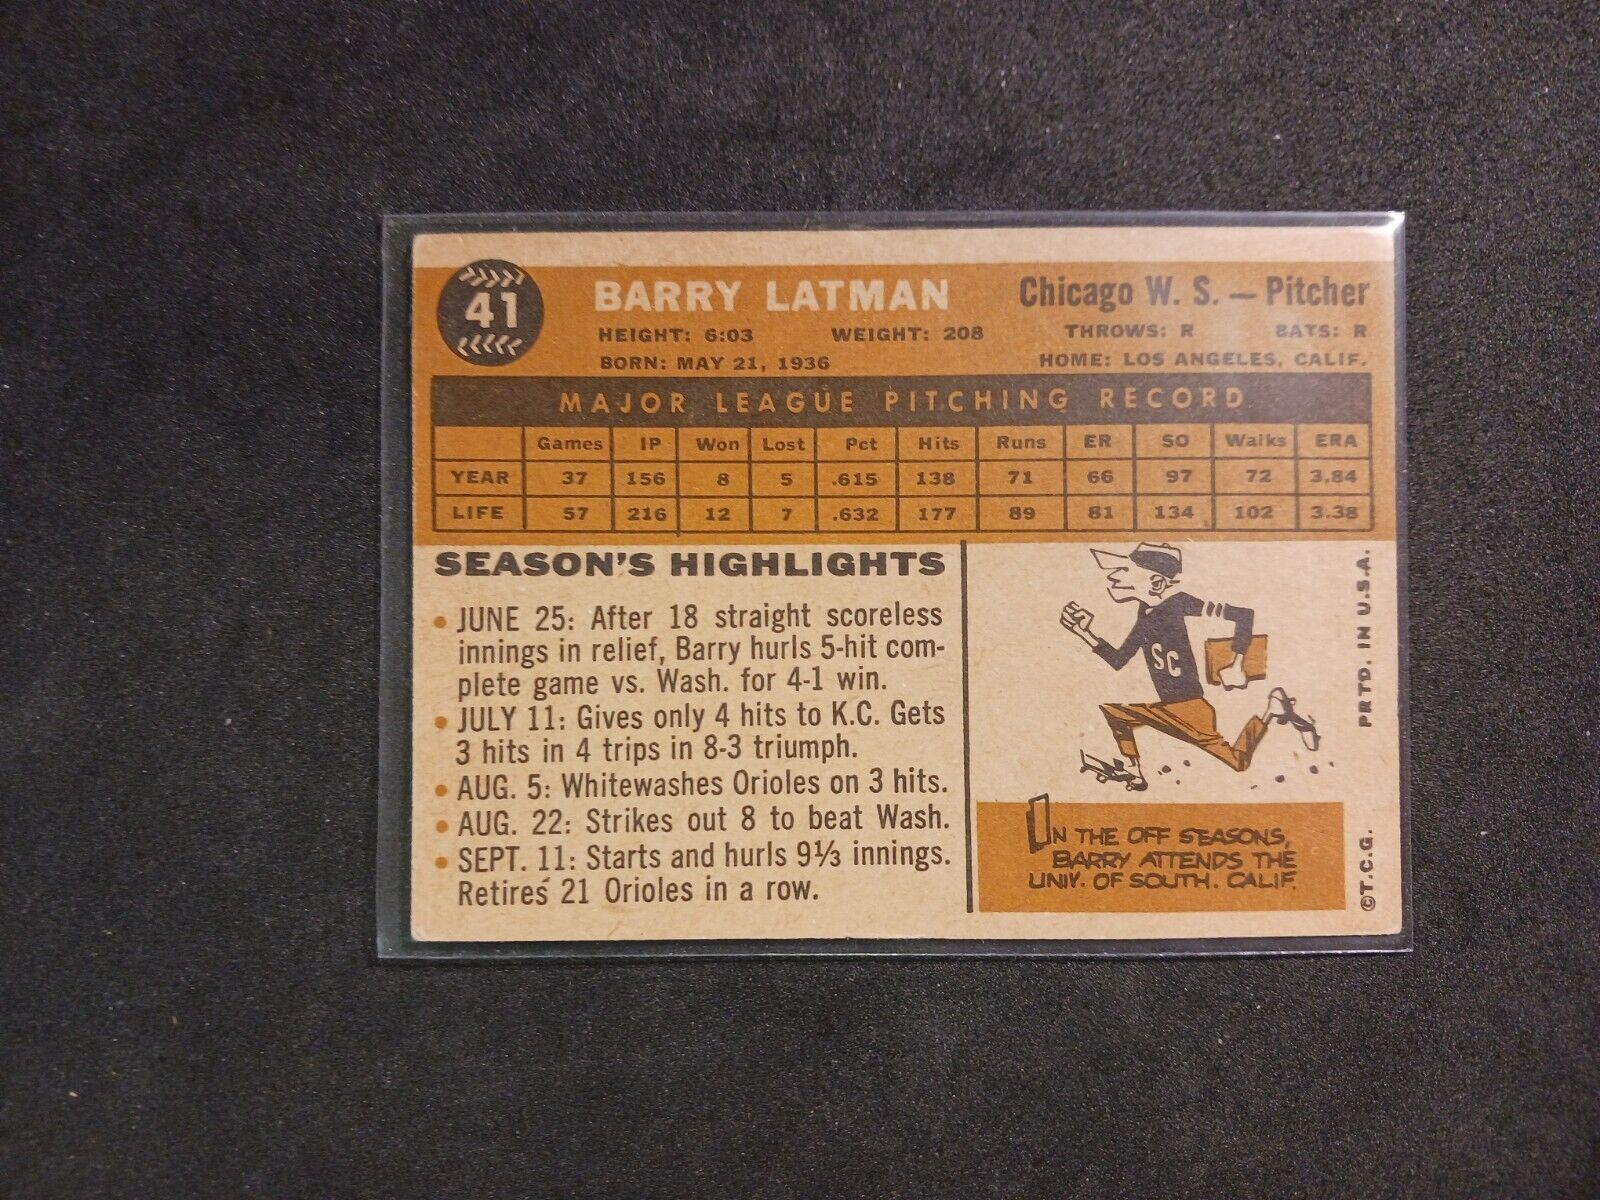 41
BARRY LATMAN
Chicago W. S. — Pitcher
HEIGHT: 6:03 WEIGHT: 208 THROWS: R BATS: R
BORN: MAY 21, 1936 HOME: LOS ANGELES, CALIF.
MAJOR LEAGUE PITCHING RECORD
Games IP Won Lost Pct Hits Runs ER SO Walks ERA
YEAR 37 156 8 5 .615 138 71 66 97 72 3.84
LIFE 57 216 12 7 .632 177 89 81 134 102 3.38
SEASON'S HIGHLIGHTS
• JUNE 25: After 18 straight scoreless
innings in relief, Barry hurls 5-hit com-
plete game vs. Wash. for 4-1 win.
• JULY 11: Gives only 4 hits to K.C. Gets
3 hits in 4 trips in 8-3 triumph.
• AUG. 5: Whitewashes Orioles on 3 hits.
• AUG. 22: Strikes out 8 to beat Wash.
• SEPT. 11: Starts and hurls 9⅓ innings.
Retires 21 Orioles in a row.
SC
IN THE OFF SEASONS,
BARRY ATTENDS THE
UNIV. OF SOUTH. CALIF.
©T.C.G. PRTD. IN U.S.A.